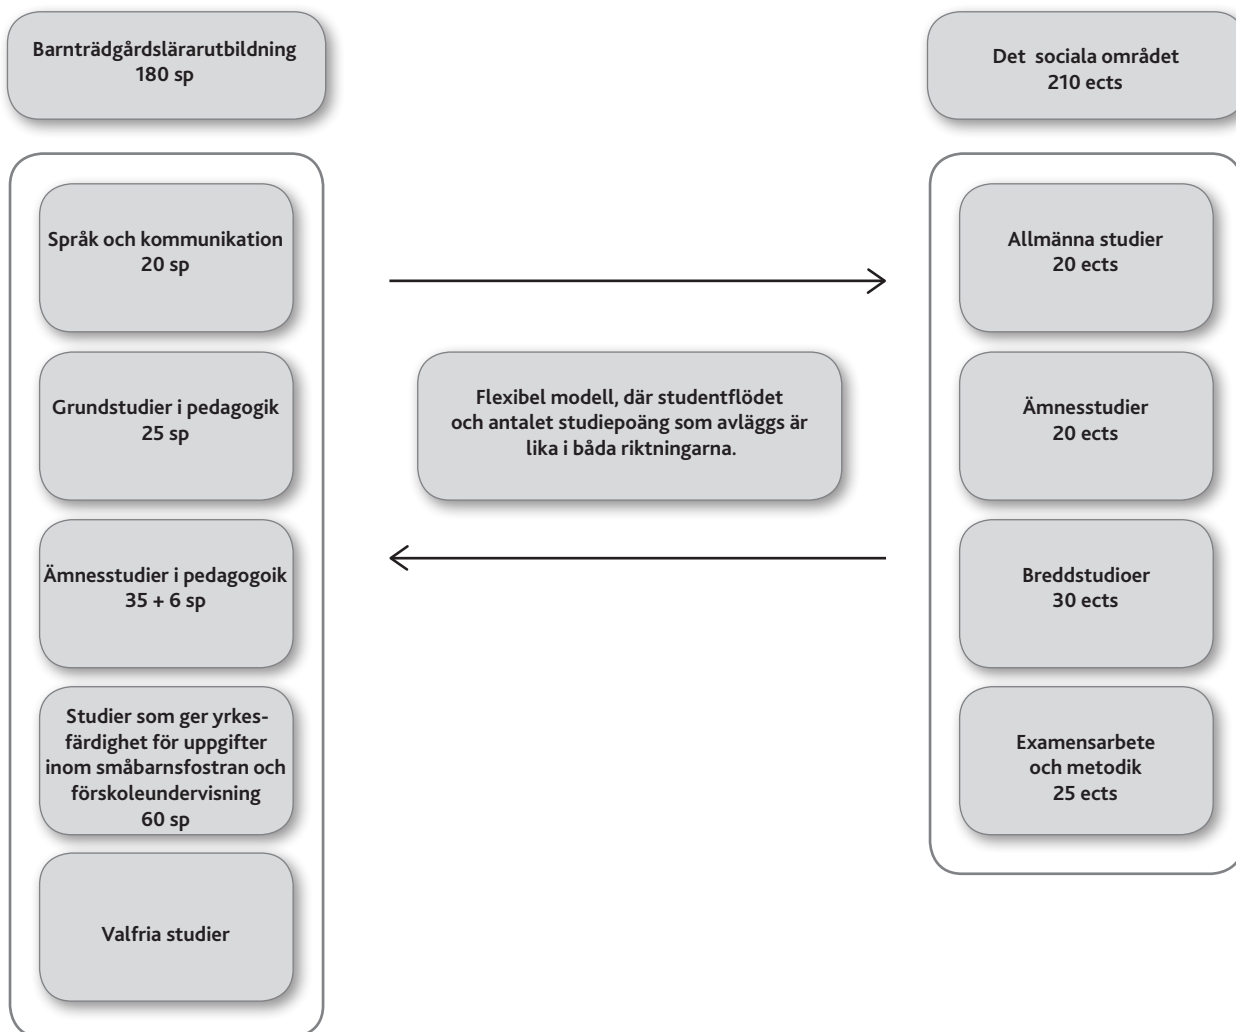 Barnträdgårdslärarutbildning
180 sp
Språk och kommunikation
20 sp
Grundstudier i pedagogik
25 sp
Ämnesstudier i pedagogoik
35 + 6 sp
Studier som ger yrkes-
färdighet för uppgifter
inom småbarnsfostran och
förskoleundervisning
60 sp
Valfria studier
Flexibel modell, där studentflödet
och antalet studiepoäng som avläggs är
lika i båda riktningarna.
Det sociala området
210 ects
Allmänna studier
20 ects
Ämnesstudier
20 ects
Breddstudioer
30 ects
Examensarbete
och metodik
25 ects